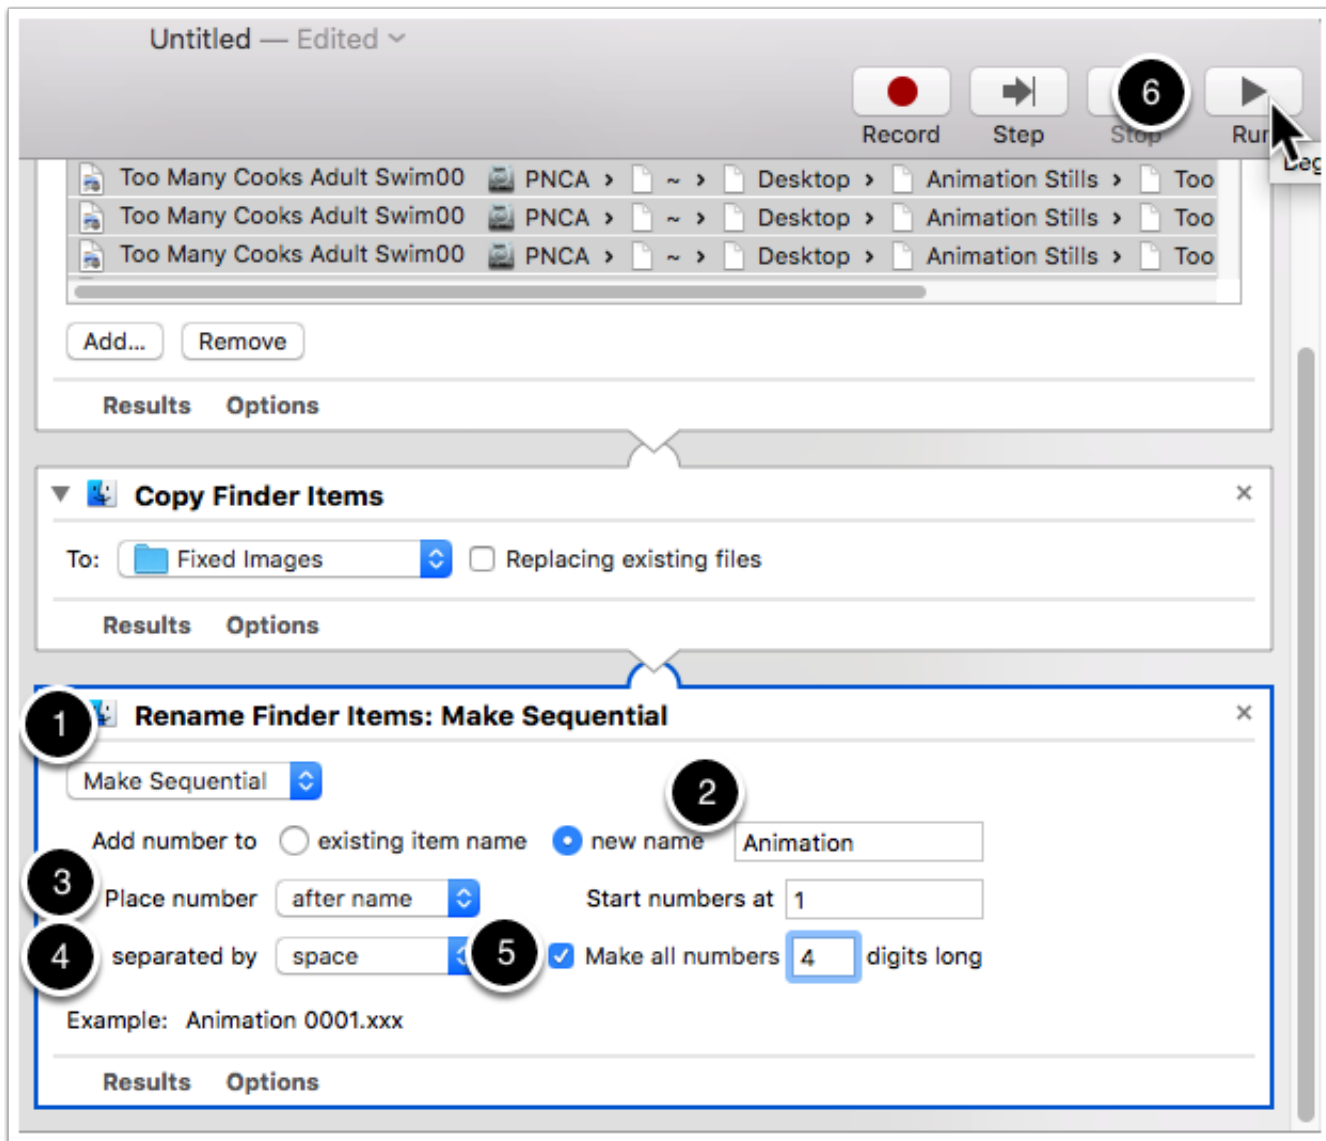 Untitled — Edited
6
Record Step Stop Run
Too Many Cooks Adult Swim00 PNCA › ~ › Desktop › Animation Stills › Too
Too Many Cooks Adult Swim00 PNCA › ~ › Desktop › Animation Stills › Too
Too Many Cooks Adult Swim00 PNCA › ~ › Desktop › Animation Stills › Too
Add... Remove
Results Options
Copy Finder Items
To: Fixed Images Replacing existing files
Results Options
1 Rename Finder Items: Make Sequential
Make Sequential
2
Add number to existing item name new name Animation
3 Place number after name Start numbers at 1
4 separated by space 5 Make all numbers 4 digits long
Example: Animation 0001.xxx
Results Options